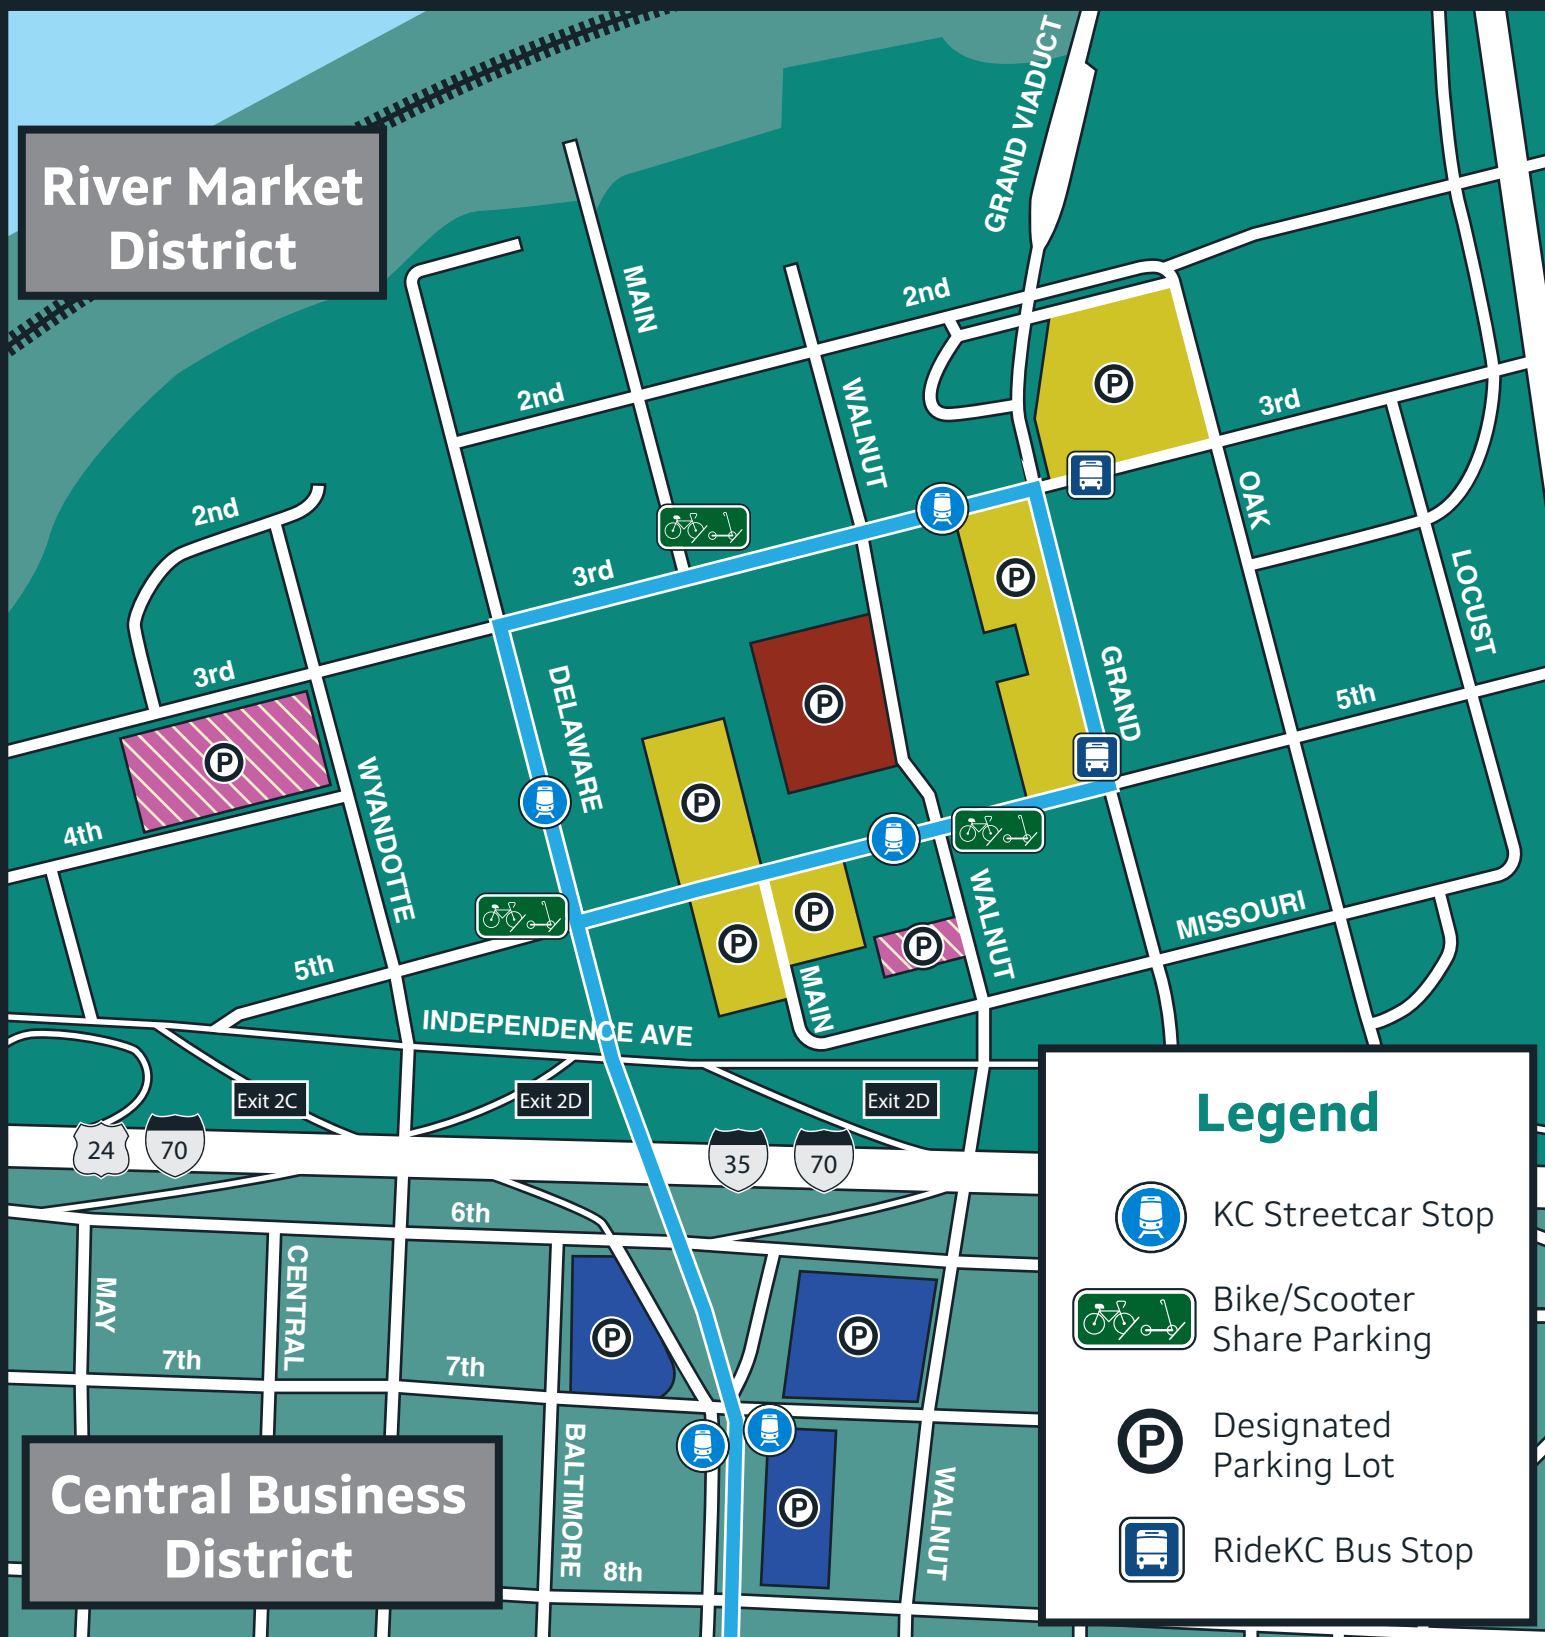 GRAND VIADUCT
River Market
District
MAIN
2nd
2nd
WALNUT
3rd
2nd
OAK
3rd
LOCUST
3rd
DELAWARE
GRAND
5th
P
P
P
P
P
P
P
P
WYANDOTTE
4th
WALNUT
MISSOURI
5th
MAIN
INDEPENDENCE AVE
Exit 2C
Exit 2D
Exit 2D
24
70
35
70
6th
MAY
CENTRAL
7th
7th
P
P
P
BALTIMORE
WALNUT
8th
Central Business
District
Legend
KC Streetcar Stop
Bike/Scooter
Share Parking
P
Designated
Parking Lot
RideKC Bus Stop